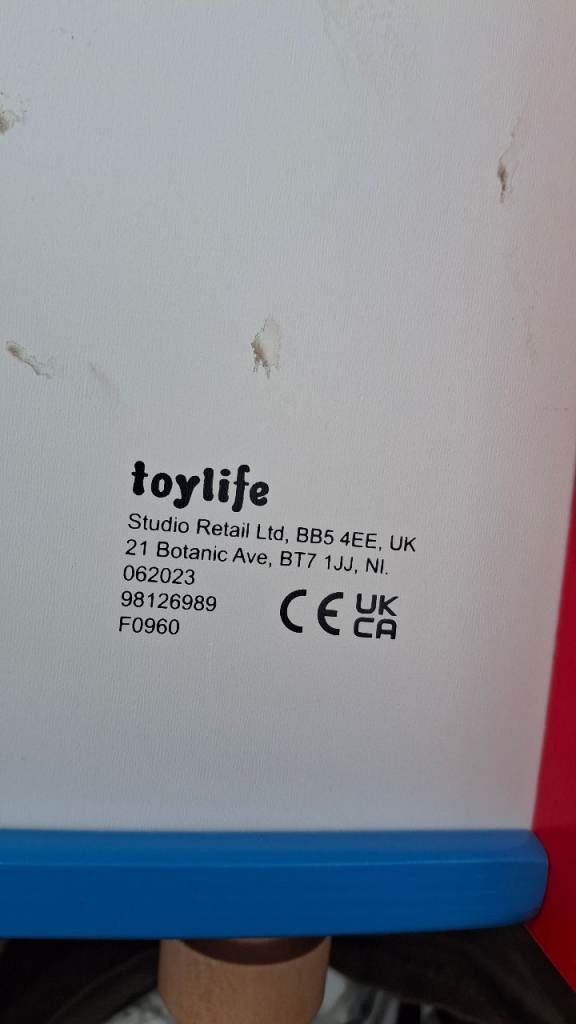 toylife
Studio Retail Ltd, BB5 4EE, UK
21 Botanic Ave, BT7 1JJ, NI.
062023
98126989
F0960
CE UK
CA